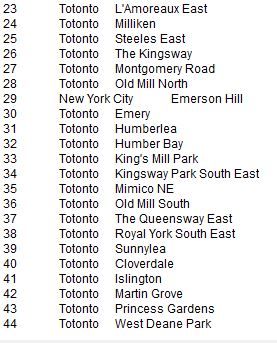 23 Totonto L'Amoreaux East
24 Totonto Milliken
25 Totonto Steeles East
26 Totonto The Kingsway
27 Totonto Montgomery Road
28 Totonto Old Mill North
29 New York City Emerson Hill
30 Totonto Emery
31 Totonto Humberlea
32 Totonto Humber Bay
33 Totonto King's Mill Park
34 Totonto Kingsway Park South East
35 Totonto Mimico NE
36 Totonto Old Mill South
37 Totonto The Queensway East
38 Totonto Royal York South East
39 Totonto Sunnylea
40 Totonto Cloverdale
41 Totonto Islington
42 Totonto Martin Grove
43 Totonto Princess Gardens
44 Totonto West Deane Park